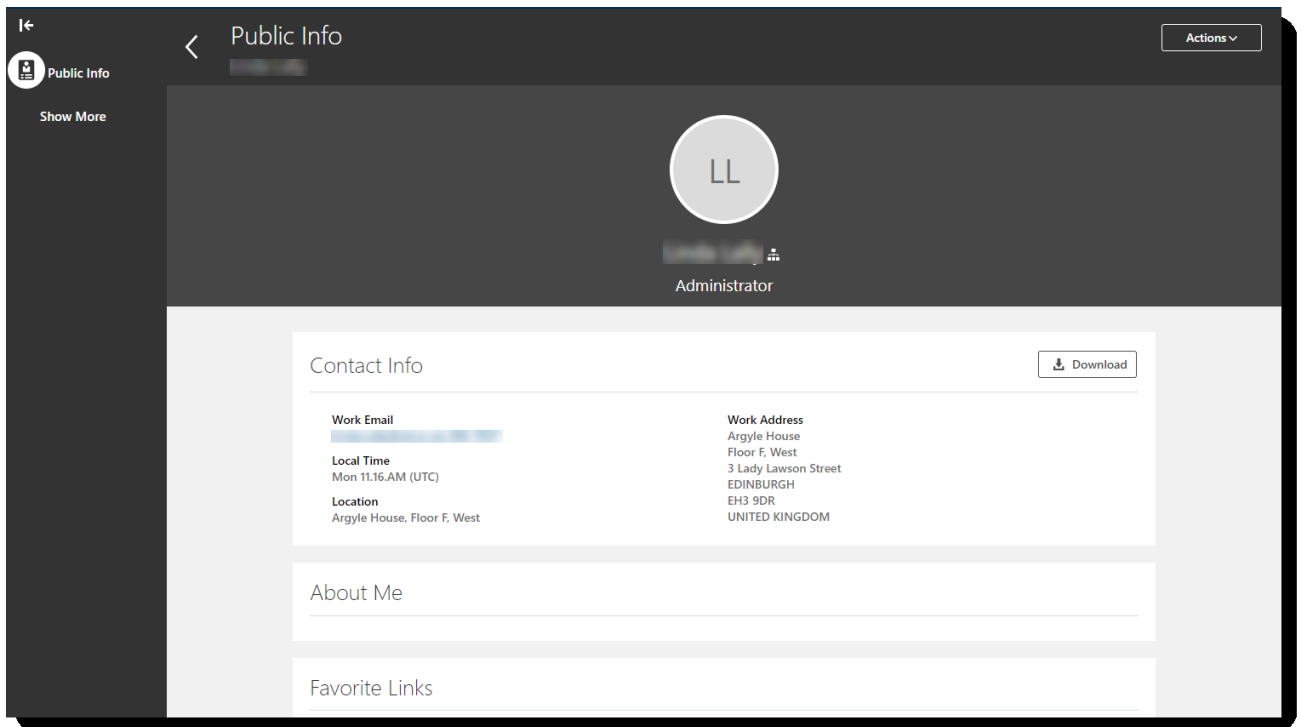 Public Info
Actions
Public Info
Show More
LL
Administrator
Contact Info
Download
Work Email
Local Time
Mon 11.16.AM (UTC)
Location
Argyle House, Floor F, West
Work Address
Argyle House
Floor F, West
3 Lady Lawson Street
EDINBURGH
EH3 9DR
UNITED KINGDOM
About Me
Favorite Links